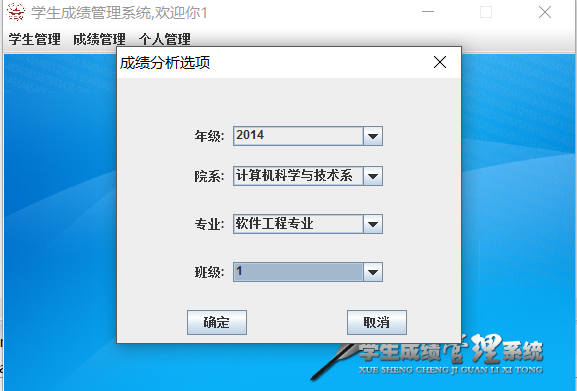 学生成绩管理系统,欢迎你1
学生管理 成绩管理 个人管理
成绩分析选项
年级: 2014
院系: 计算机科学与技术系
专业: 软件工程专业
班级: 1
确定 取消
学生成绩管理系统
XUE SHENG CHENG JI GUAN LI XI TONG